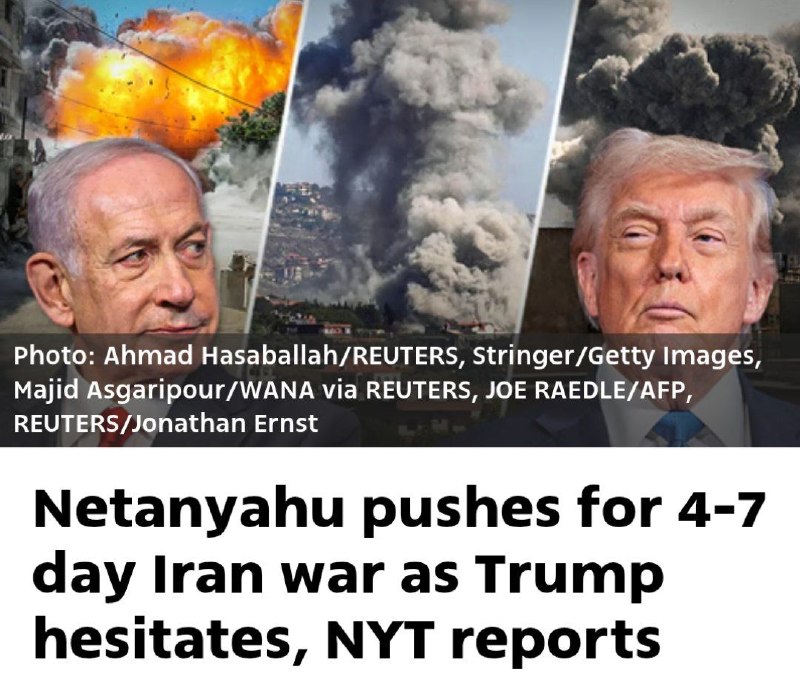 Photo: Ahmad Hasaballah/REUTERS, Stringer/Getty Images,
Majid Asgaripour/WANA via REUTERS, JOE RAEDLE/AFP,
REUTERS/Jonathan Ernst
Netanyahu pushes for 4-7
day Iran war as Trump
hesitates, NYT reports